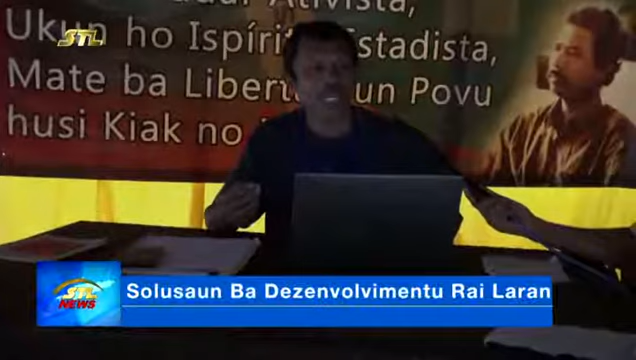 Ativista,
STL
Ukun ho Ispírit Estadista,
Mate ba Liberta un Povu
husi Kiak no
STL
NEWS
Solusaun Ba Dezenvolvimentu Rai Laran